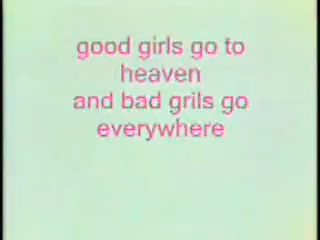 good girls go to
heaven
and bad grils go
everywhere